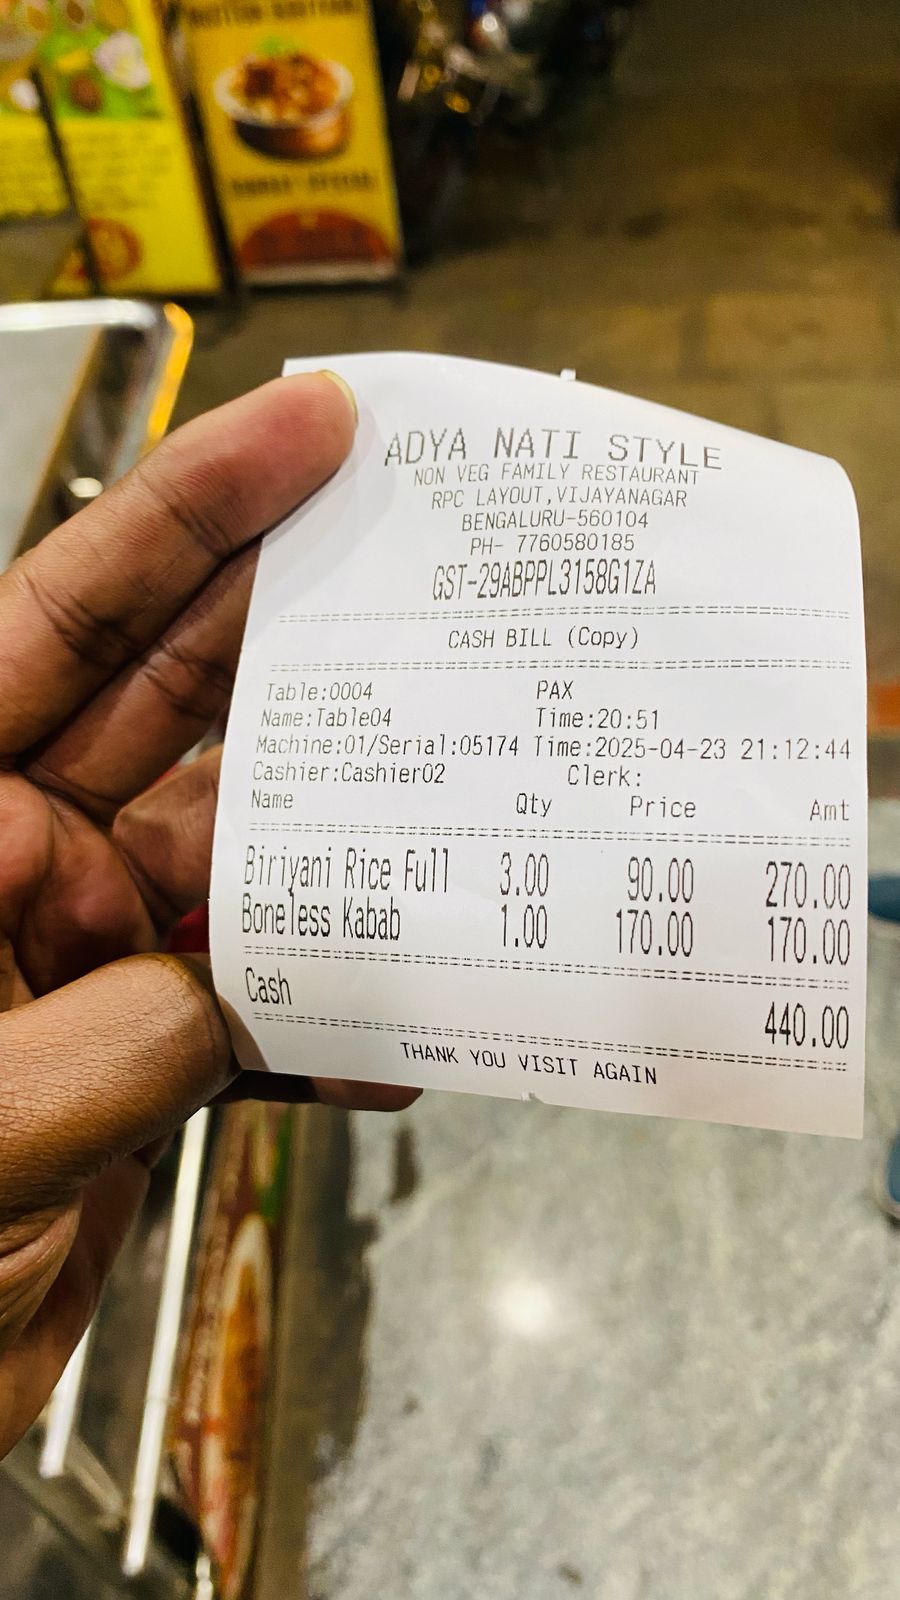 ADYA NATI STYLE
NON VEG FAMILY RESTAURANT
RPC LAYOUT,VIJAYANAGAR
BENGALURU-560104
PH- 7760580185
GST-29ABPPL3158G1ZA
CASH BILL (Copy)
Table:0004 PAX
Name:Table04 Time:20:51
Machine:01/Serial:05174 Time:2025-04-23 21:12:44
Cashier:Cashier02 Clerk:
Name Qty Price Amt
Biriyani Rice Full 3.00 90.00 270.00
Boneless Kabab 1.00 170.00 170.00
Cash 440.00
THANK YOU VISIT AGAIN